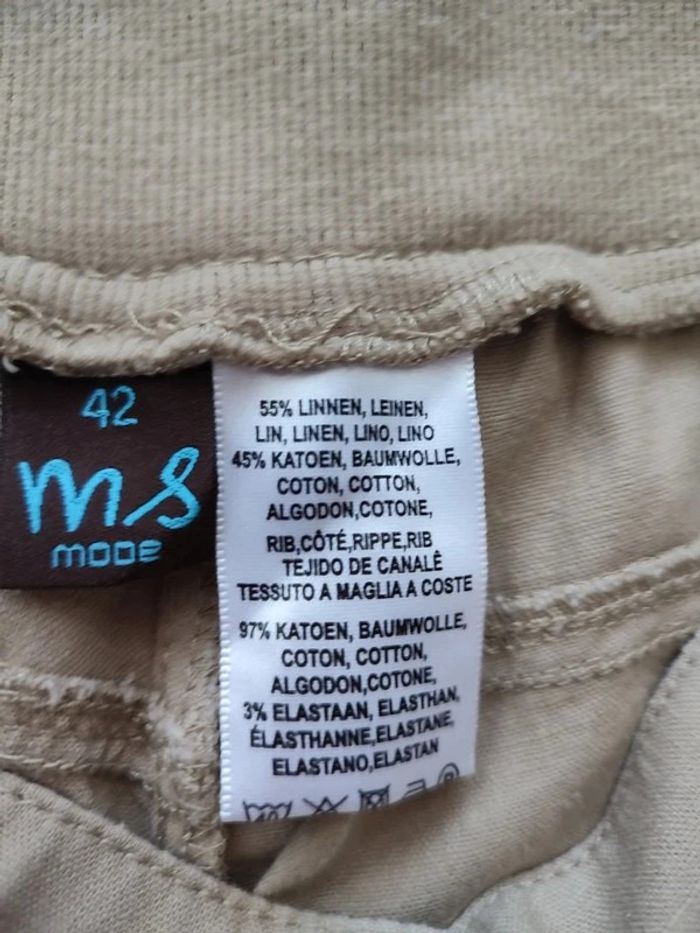 42
ms
mode
55% LINNEN, LEINEN,
LIN, LINEN, LINO, LINO
45% KATOEN, BAUMWOLLE,
COTON, COTTON,
ALGODON,COTONE,
RIB,CÔTÉ,RIPPE,RIB
TEJIDO DE CANALÊ
TESSUTO A MAGLIA A COSTE
97% KATOEN, BAUMWOLLE,
COTON, COTTON,
ALGODON,COTONE,
3% ELASTAAN, ELASTHAN,
ÉLASTHANNE,ELASTANE,
ELASTANO,ELASTAN
40